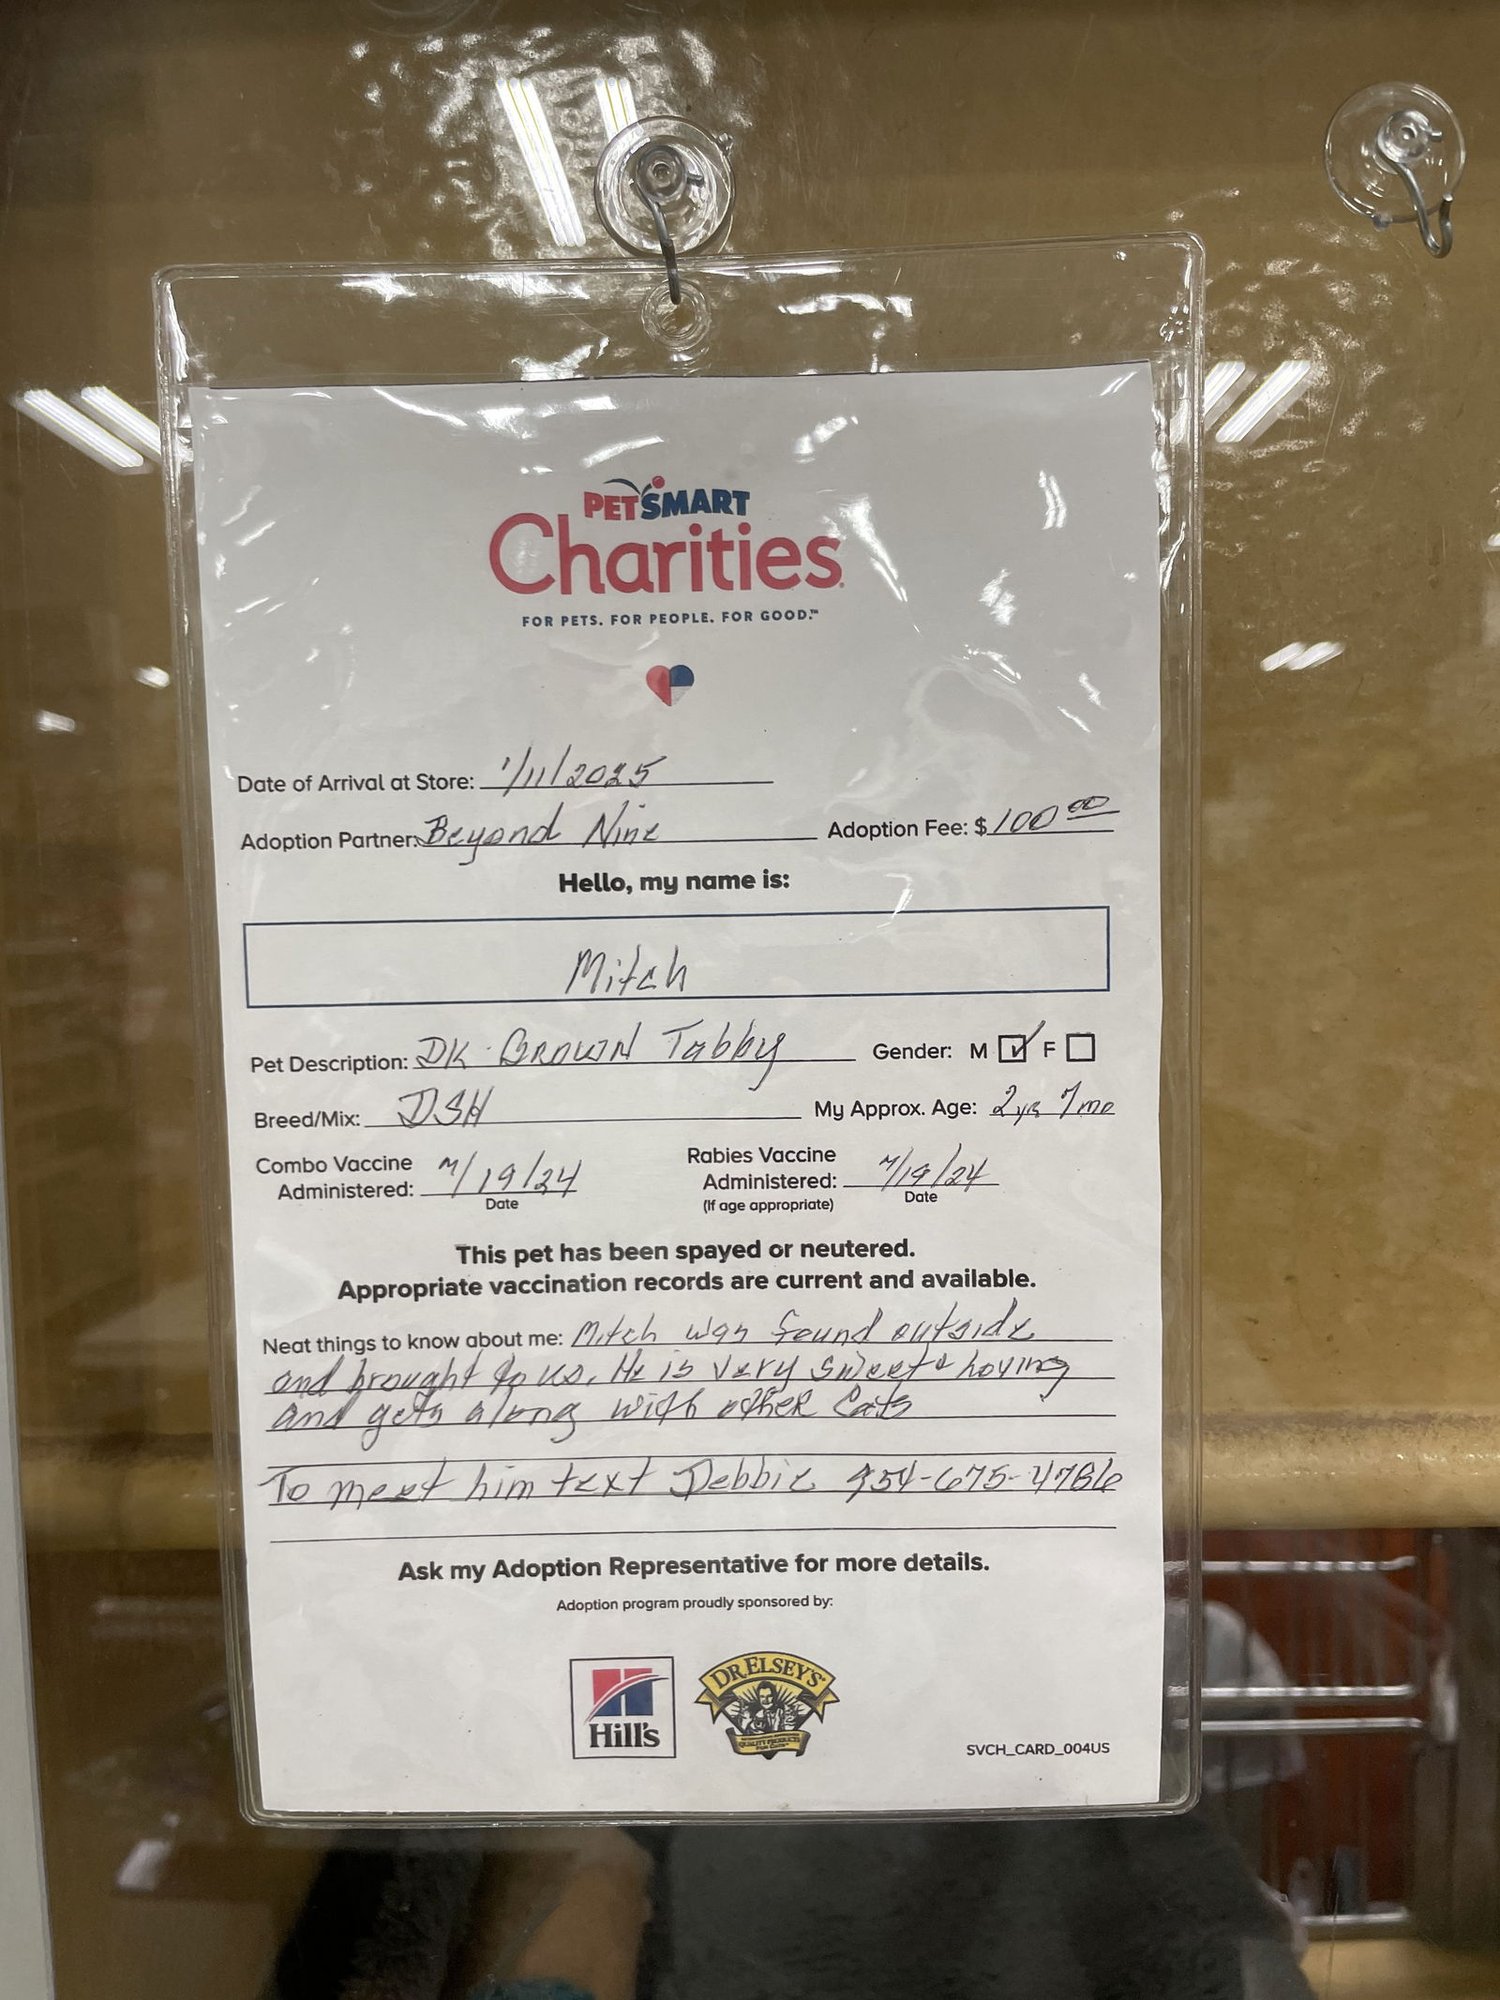 PETSMART
Charities
FOR PETS. FOR PEOPLE. FOR GOOD.™
Date of Arrival at Store: 1/11/2025
Adoption Partner: Beyond Nine Adoption Fee: $ 100.00
Hello, my name is:
Mitch
Pet Description: DK. BROWN Tabby Gender: M ☑ F ☐
Breed/Mix: DSH My Approx. Age: 2 yrs 7 mo
Combo Vaccine Rabies Vaccine
Administered: 7/19/24 Administered: 7/19/24
Date (If age appropriate) Date
This pet has been spayed or neutered.
Appropriate vaccination records are current and available.
Neat things to know about me: Mitch was found outside
and brought to us. He is very sweet & loving
and gets along with other cats
To meet him text Debbie 954-675-4786
Ask my Adoption Representative for more details.
Adoption program proudly sponsored by:
Hill's
DR. ELSEY'S
SVCH_CARD_004US